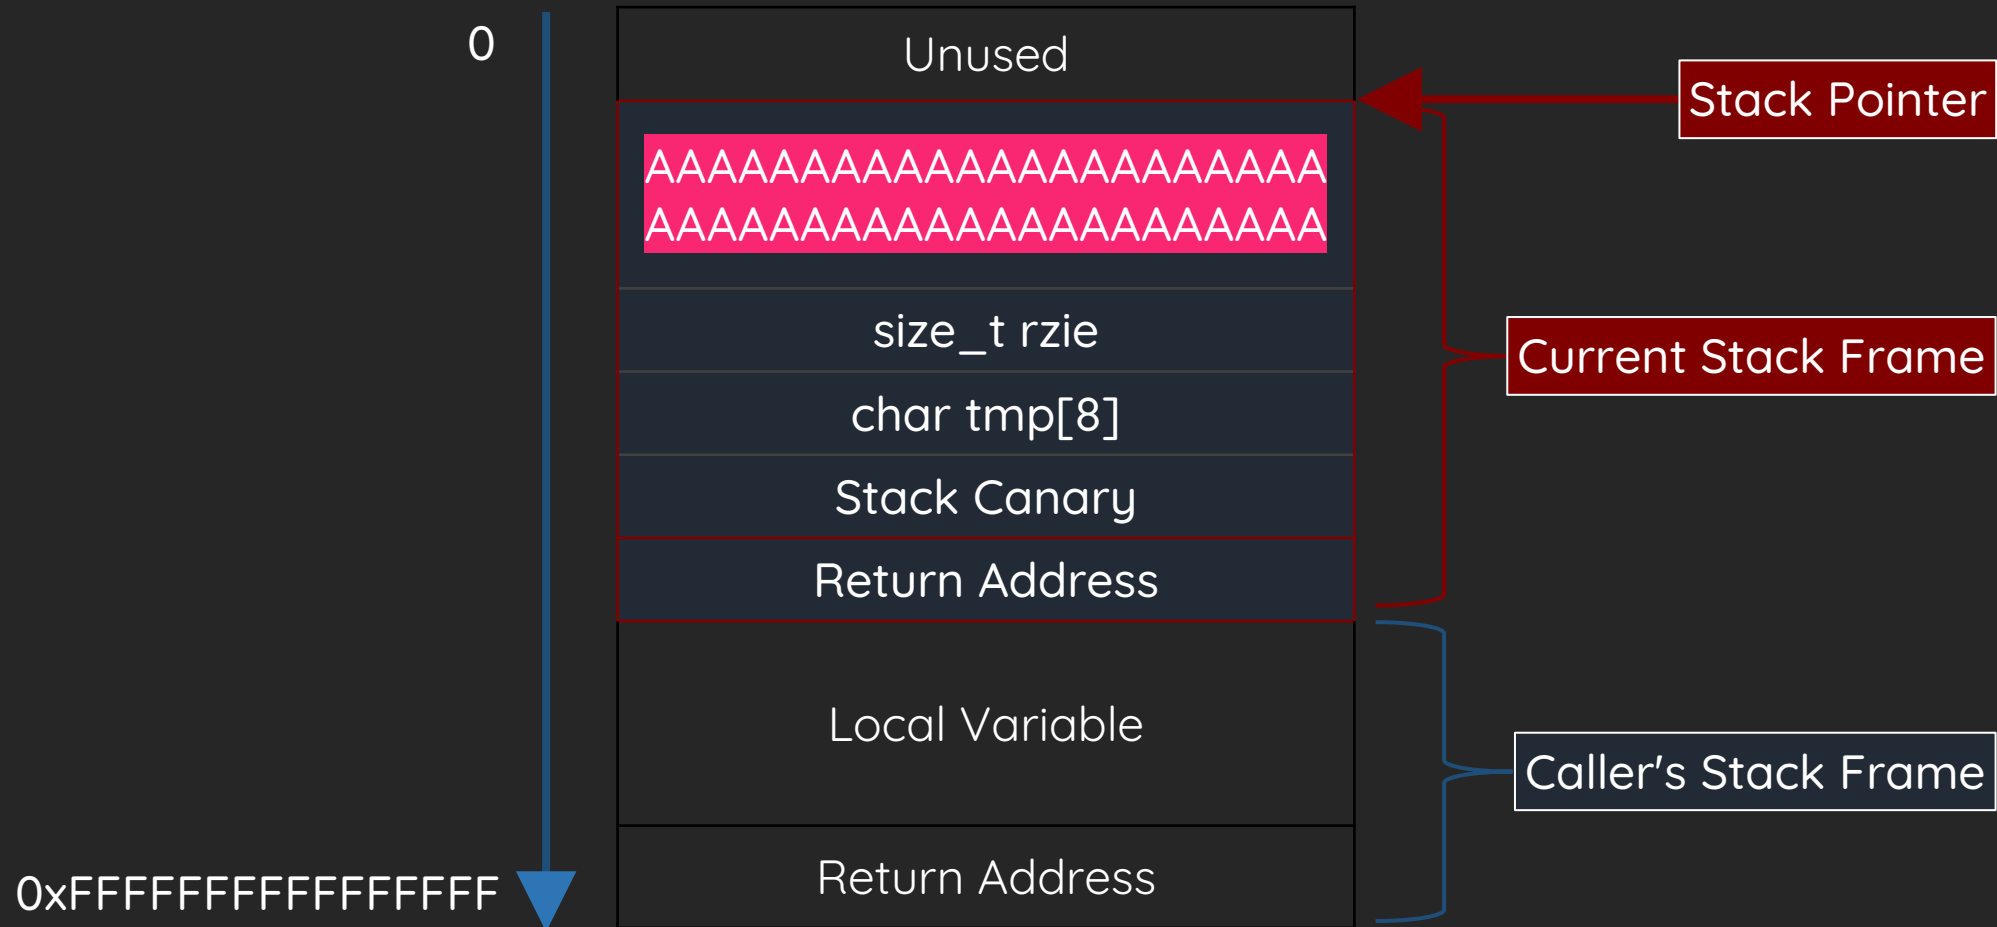 0
Unused
Stack Pointer
AAAAAAAAAAAAAAAAAAAAAA
AAAAAAAAAAAAAAAAAAAAAA
size_t rzie
Current Stack Frame
char tmp[8]
Stack Canary
Return Address
Local Variable
Caller's Stack Frame
Return Address
0xFFFFFFFFFFFFFFFF